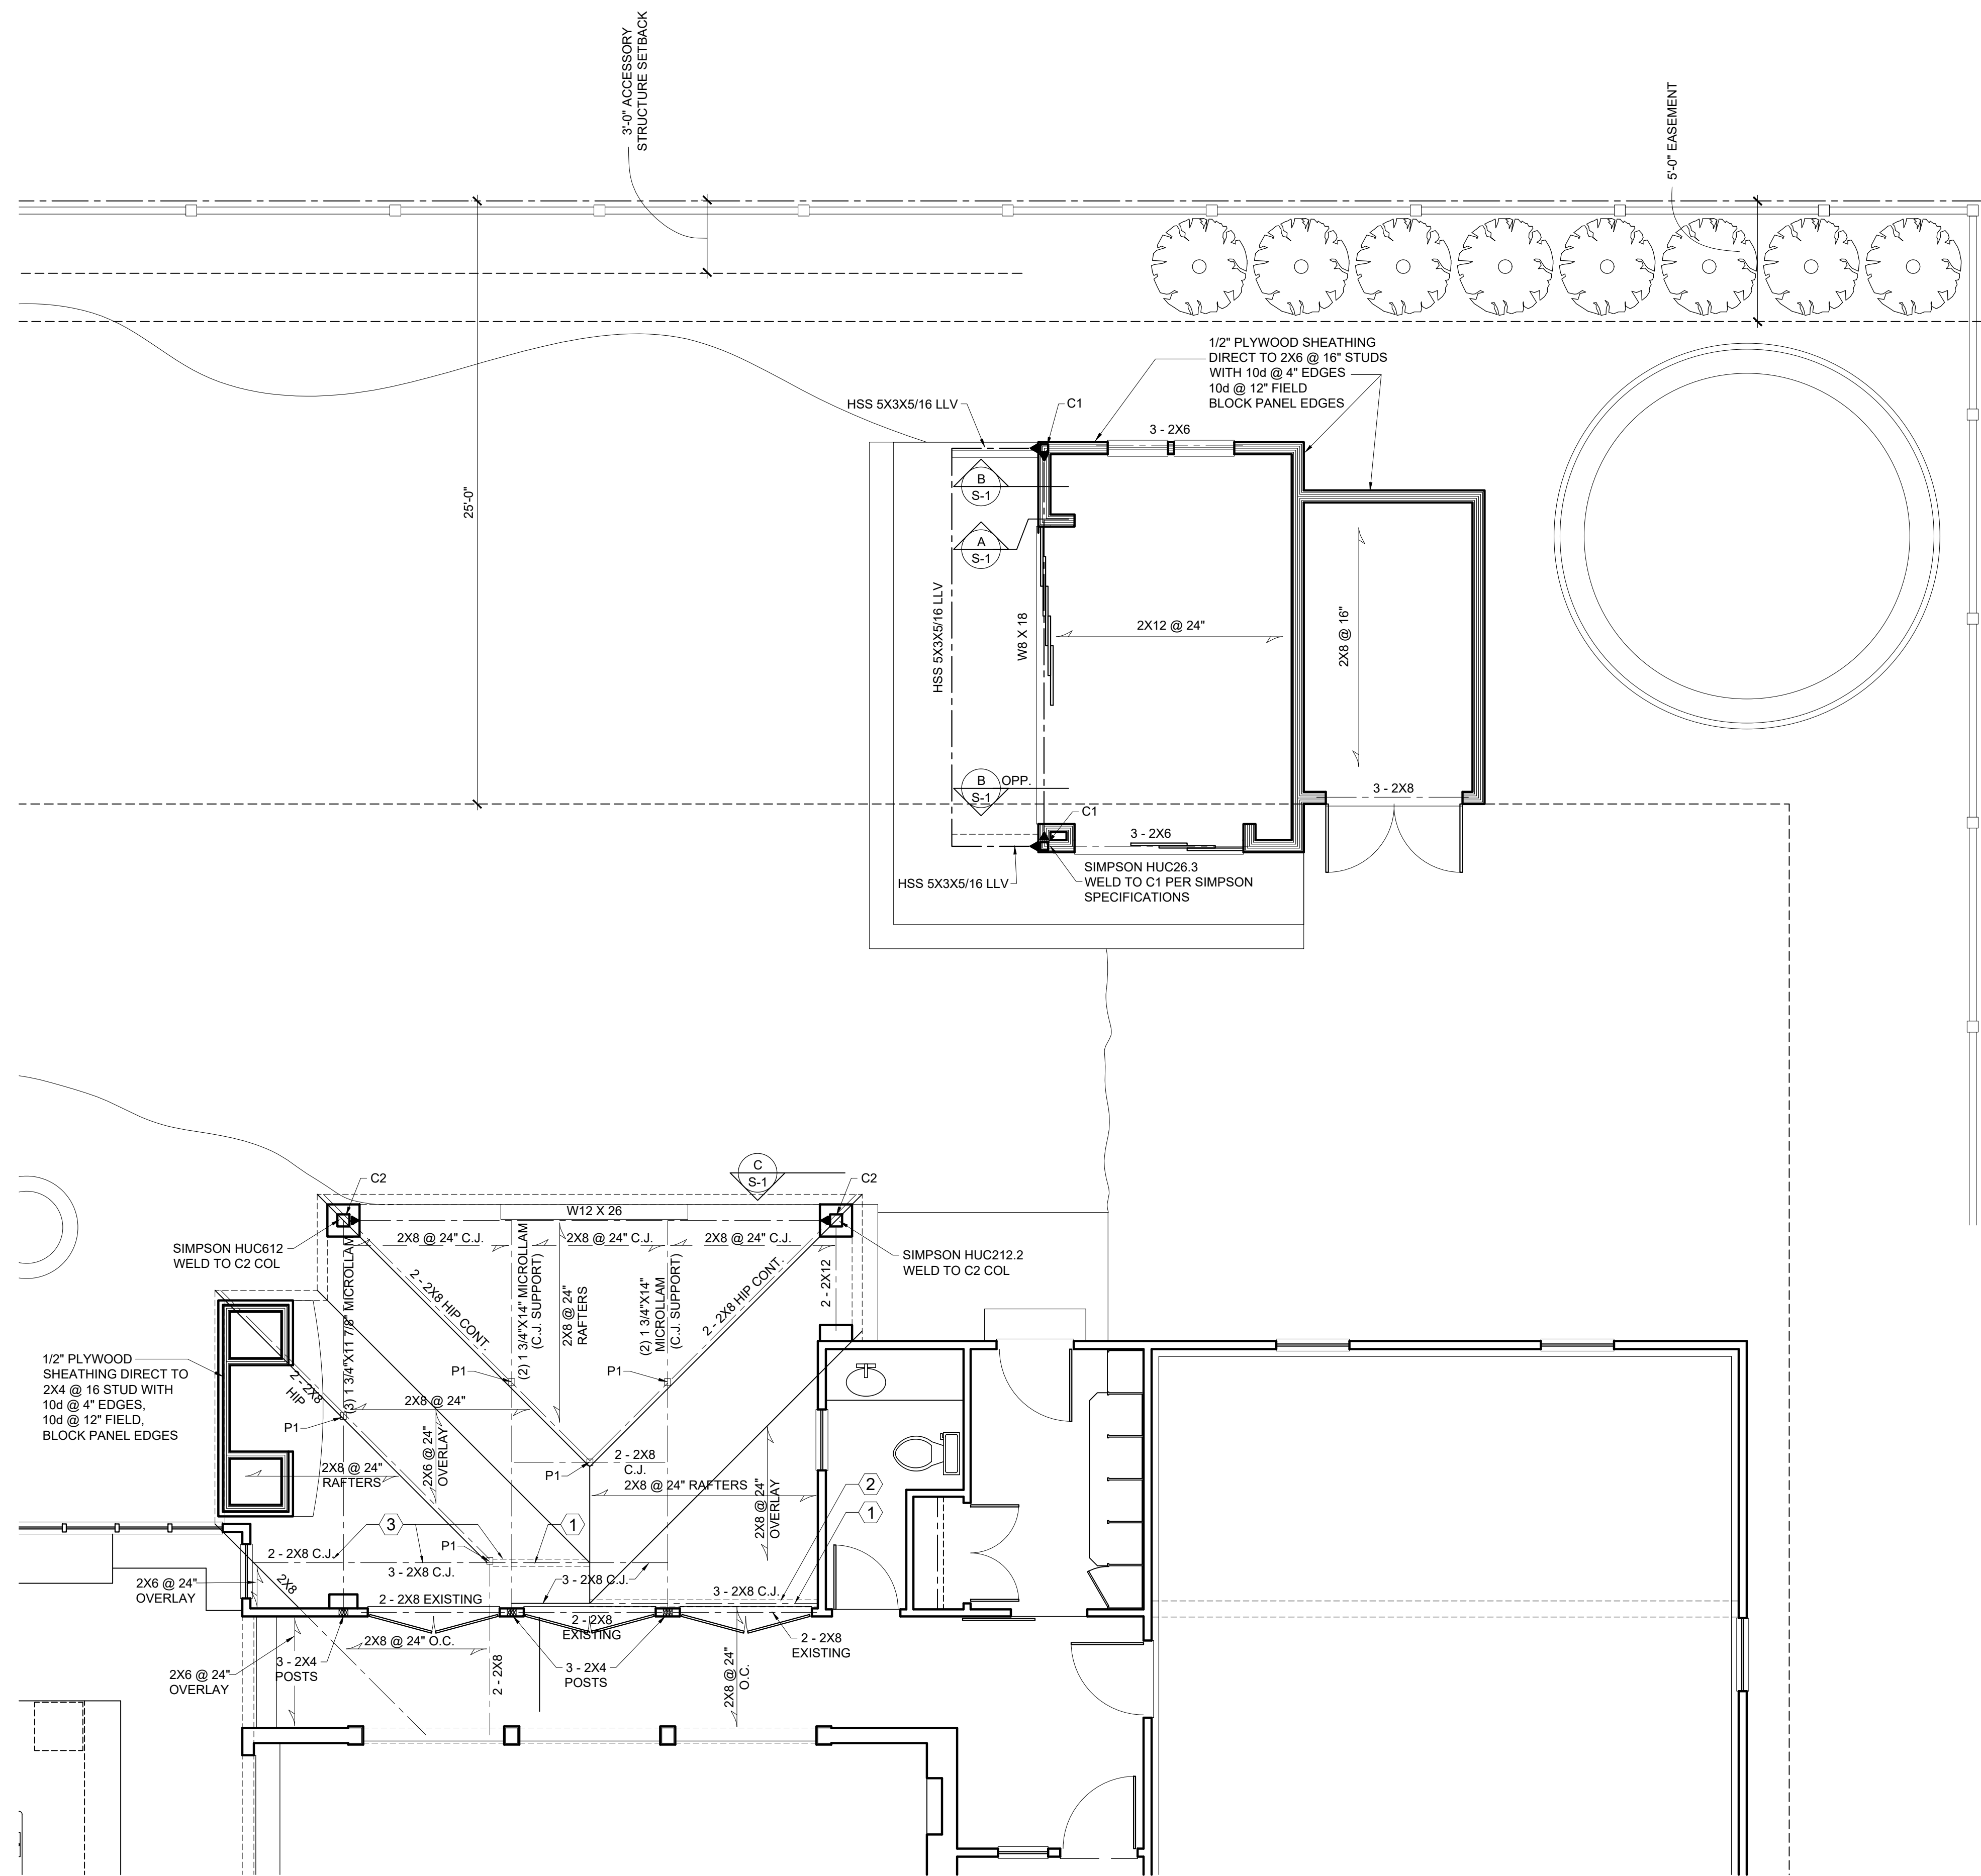 3'-0" ACCESSORY
STRUCTURE SETBACK
5'-0" EASEMENT
25'-0"
1/2" PLYWOOD SHEATHING
DIRECT TO 2X6 @ 16" STUDS
WITH 10d @ 4" EDGES
10d @ 12" FIELD
BLOCK PANEL EDGES
HSS 5X3X5/16 LLV
C1
3 - 2X6
B
S-1
A
S-1
HSS 5X3X5/16 LLV
W8 X 18
2X12 @ 24"
2X8 @ 16"
B
OPP.
S-1
3 - 2X8
C1
3 - 2X6
HSS 5X3X5/16 LLV
SIMPSON HUC26.3
WELD TO C1 PER SIMPSON
SPECIFICATIONS
C
S-1
C2
C2
W12 X 26
SIMPSON HUC612
WELD TO C2 COL
2X8 @ 24" C.J.
2X8 @ 24" C.J.
2X8 @ 24" C.J.
SIMPSON HUC212.2
WELD TO C2 COL
(3) 1 3/4"X11 7/8" MICROLLAM
2 - 2X8 HIP CONT.
(2) 1 3/4"X14" MICROLLAM
(C.J. SUPPORT)
2X8 @ 24"
RAFTERS
(2) 1 3/4"X14"
MICROLLAM
(C.J. SUPPORT)
2 - 2X8 HIP CONT.
2 - 2X12
1/2" PLYWOOD
SHEATHING DIRECT TO
2X4 @ 16 STUD WITH
10d @ 4" EDGES,
10d @ 12" FIELD,
BLOCK PANEL EDGES
2 - 2X8
HIP
P1
P1
P1
2X8 @ 24"
2X6 @ 24"
OVERLAY
2X8 @ 24"
RAFTERS
P1
2 - 2X8
C.J.
2X8 @ 24" RAFTERS
2X8 @ 24"
OVERLAY
2
1
3
1
P1
2 - 2X8 C.J.
3 - 2X8 C.J.
3 - 2X8 C.J.
3 - 2X8 C.J.
2X6 @ 24"
OVERLAY
2X8
2 - 2X8 EXISTING
2 - 2X8
EXISTING
2 - 2X8
EXISTING
2X8 @ 24" O.C.
2X6 @ 24"
OVERLAY
3 - 2X4
POSTS
2 - 2X8
3 - 2X4
POSTS
2X8 @ 24"
O.C.